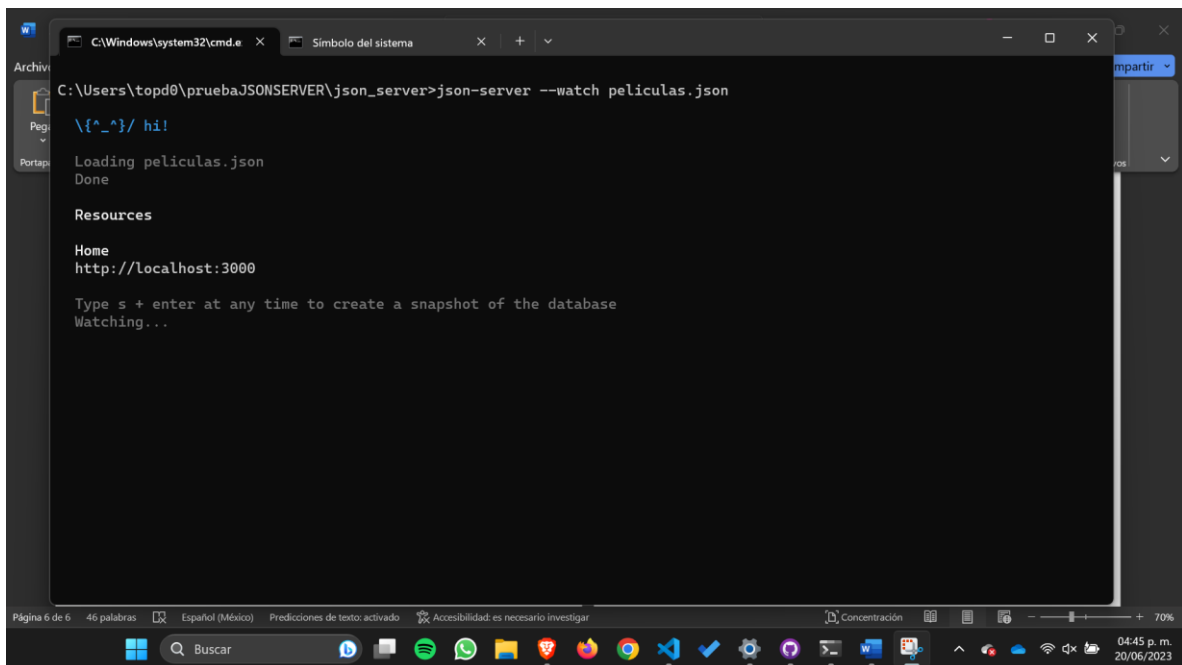 C:\Windows\system32\cmd.e
Símbolo del sistema
Archiv
mpartir
Pega
Portapa
vos
C:\Users\topd0\pruebaJSONSERVER\json_server>json-server --watch peliculas.json
\{^_^}/ hi!
Loading peliculas.json
Done
Resources
Home
http://localhost:3000
Type s + enter at any time to create a snapshot of the database
Watching...
Página 6 de 6 46 palabras Español (México) Predicciones de texto: activado Accesibilidad: es necesario investigar Concentración 70%
Buscar
04:45 p. m.
20/06/2023